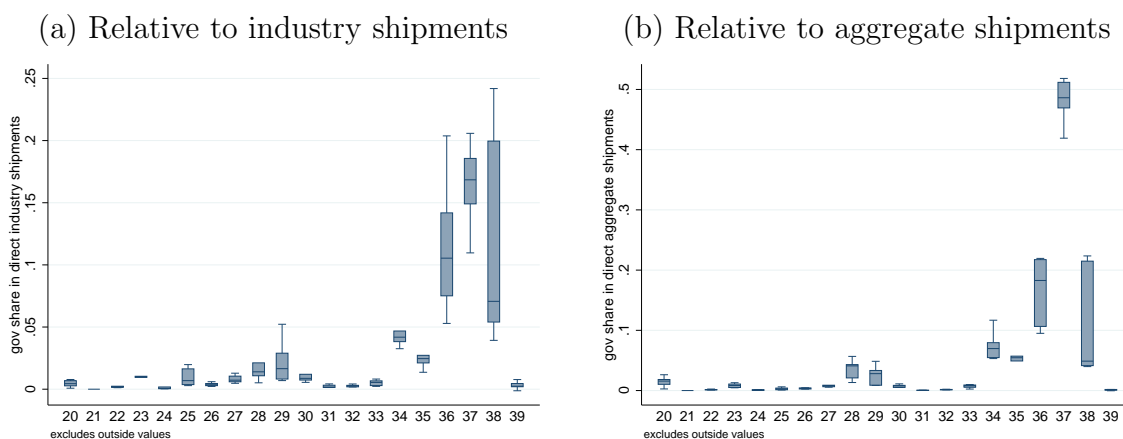 (a) Relative to industry shipments
gov share in direct industry shipments
.25
.2
.15
.1
.05
0
20 21 22 23 24 25 26 27 28 29 30 31 32 33 34 35 36 37 38 39
excludes outside values
(b) Relative to aggregate shipments
gov share in direct aggregate shipments
.5
.4
.3
.2
.1
0
20 21 22 23 24 25 26 27 28 29 30 31 32 33 34 35 36 37 38 39
excludes outside values